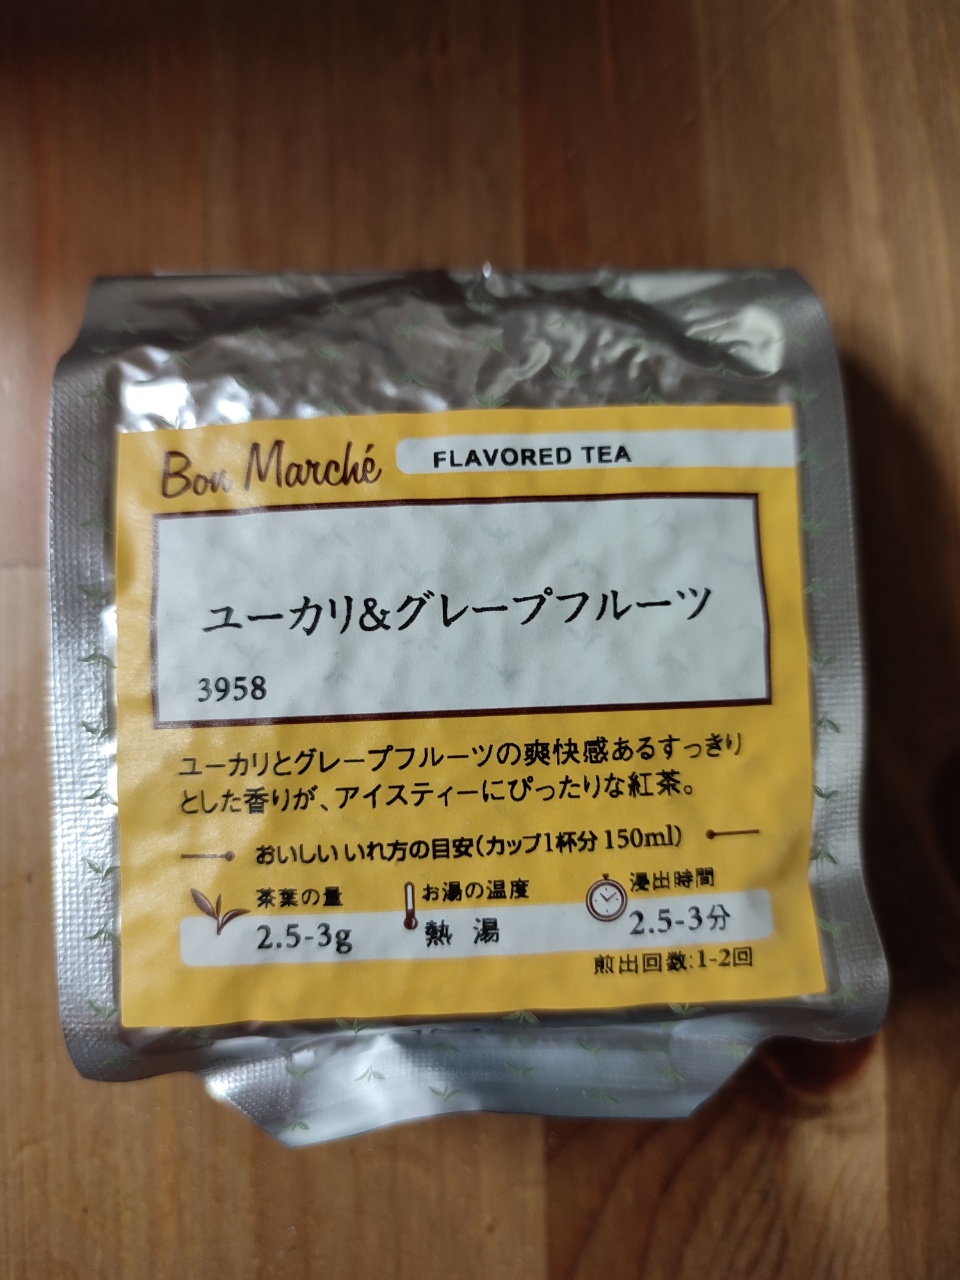 Bon Marché
FLAVORED TEA
ユーカリ&グレープフルーツ
3958
ユーカリとグレープフルーツの爽快感あるすっきり
とした香りが、アイスティーにぴったりな紅茶。
おいしいいれ方の目安(カップ1杯分 150ml)
茶葉の量
2.5-3g
お湯の温度
熱 湯
浸出時間
2.5-3分
煎出回数:1-2回